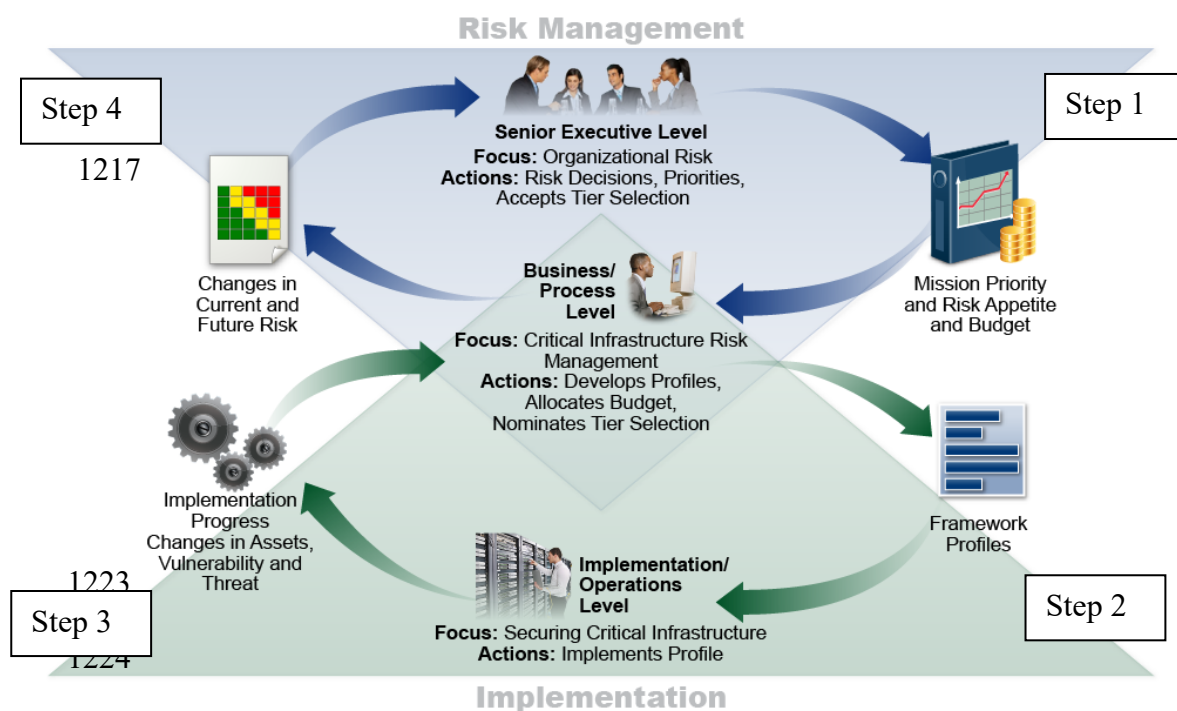 Risk Management
Step 4
Step 1
1217
Senior Executive Level
Focus: Organizational Risk
Actions: Risk Decisions, Priorities,
Accepts Tier Selection
Changes in
Current and
Future Risk
Mission Priority
and Risk Appetite
and Budget
Business/
Process
Level
Focus: Critical Infrastructure Risk
Management
Actions: Develops Profiles,
Allocates Budget,
Nominates Tier Selection
Implementation
Progress
Changes in Assets,
Vulnerability and
Threat
Framework
Profiles
1223
Step 3
1224
Step 2
Implementation/
Operations
Level
Focus: Securing Critical Infrastructure
Actions: Implements Profile
Implementation